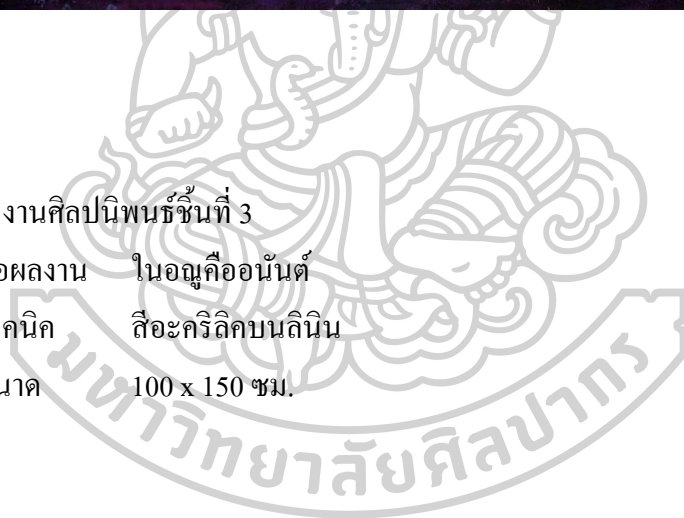 งานศิลปนิพนธ์ชิ้นที่ 3
อผลงาน ในอณูคืออนันต์
คนิค สีอะคริลิคบนลินิน
นาด 100 x 150 ซม.
มหาวิทยาลัยศิลปากร